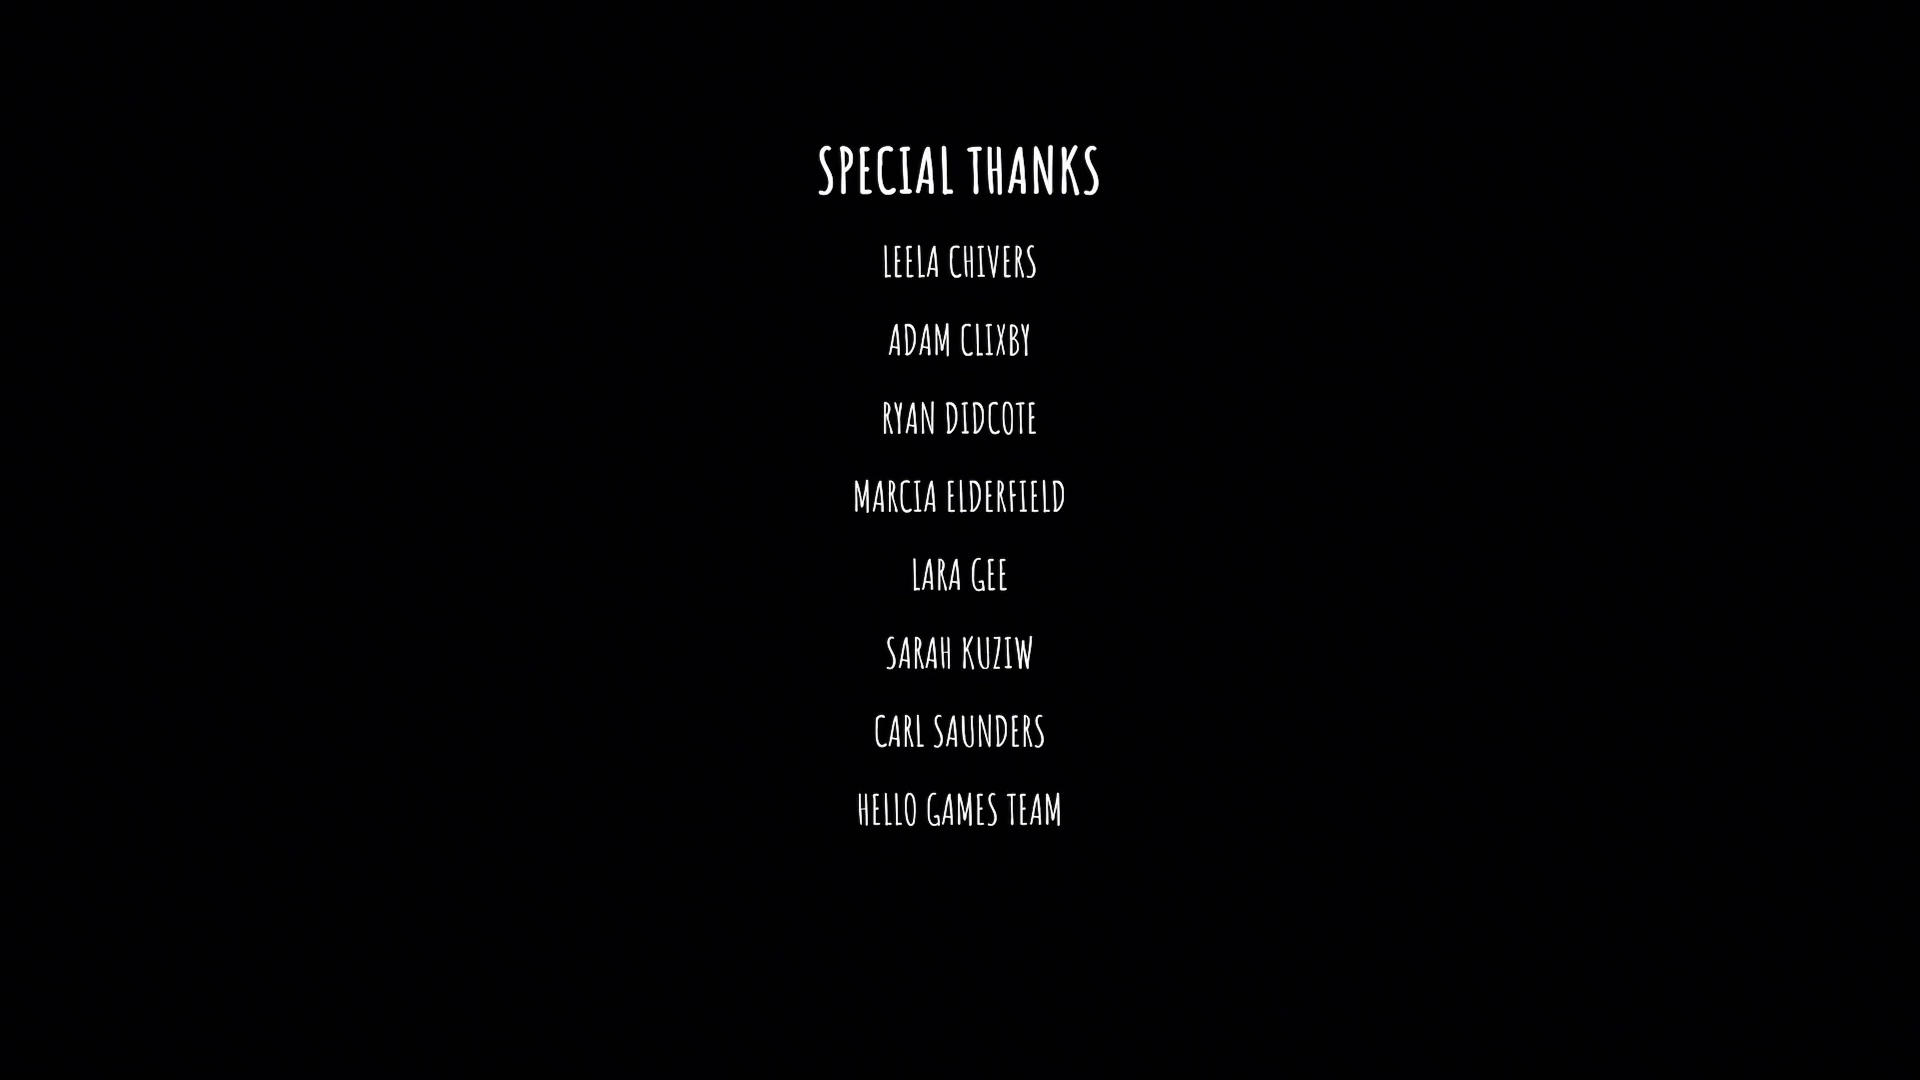 SPECIAL THANKS
LEELA CHIVERS
ADAM CLIXBY
RYAN DIDCOTE
MARCIA ELDERFIELD
LARA GEE
SARAH KUZIW
CARL SAUNDERS
HELLO GAMES TEAM